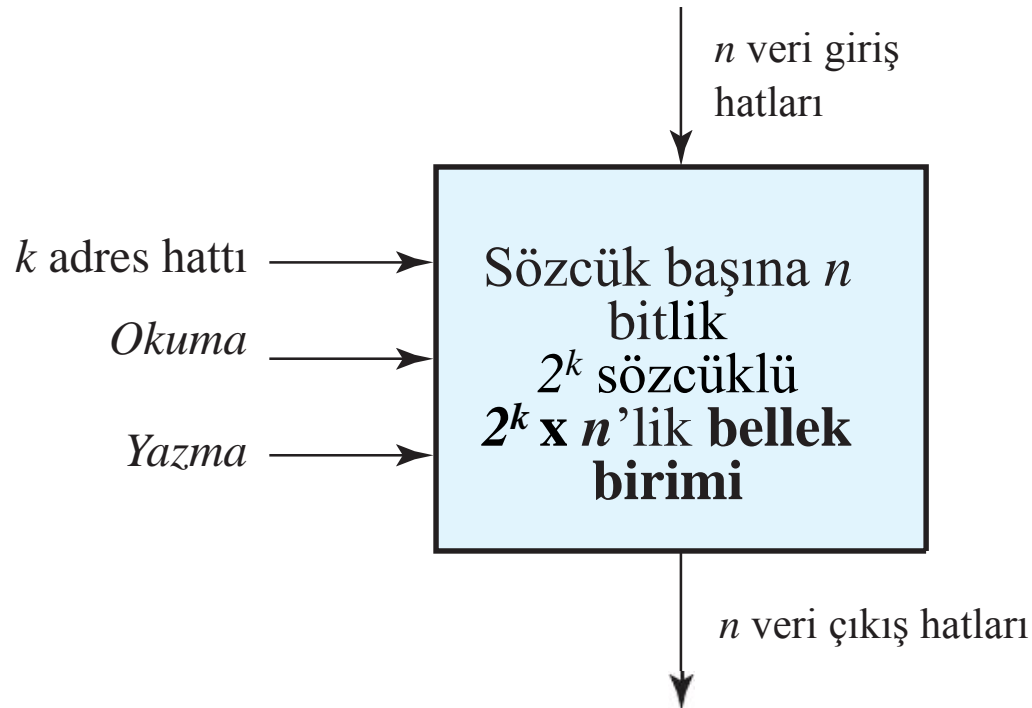 n veri giriş
hatları
k adres hattı
Okuma
Yazma
Sözcük başına n
bitlik
2ᵏ sözcüklü
2ᵏ x n’lik bellek
birimi
n veri çıkış hatları